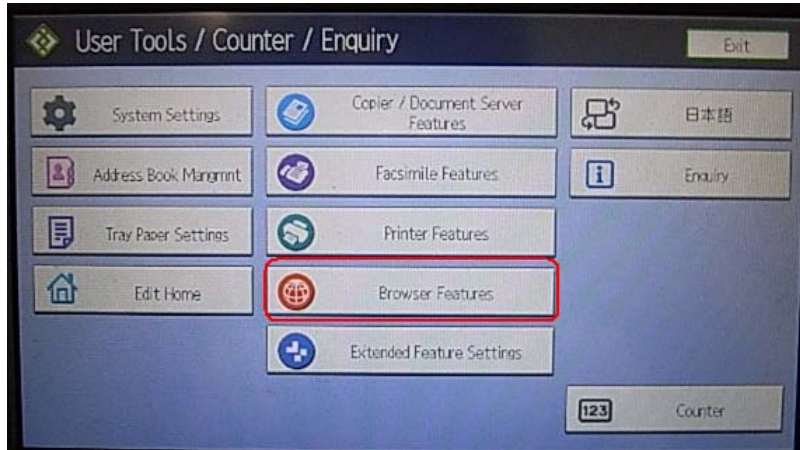 User Tools / Counter / Enquiry
Exit
System Settings
Copier / Document Server
Features
日本語
Address Book Mangmnt
Facsimile Features
Enquiry
Tray Paper Settings
Printer Features
Edit Home
Browser Features
Extended Feature Settings
123
Counter